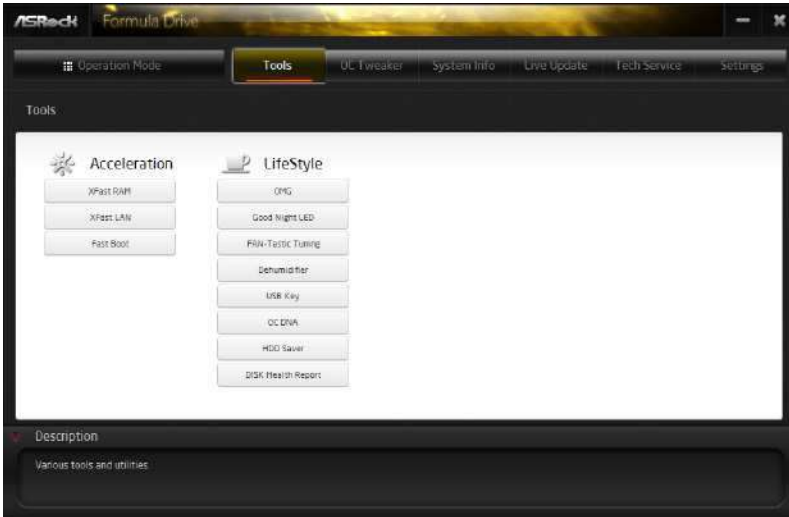 ASRock Formula Drive
Operation Mode Tools OC Tweaker System Info Live Update Tech Service Settings
Tools
Acceleration
XFast RAM
XFast LAN
Fast Boot
LifeStyle
OMG
Good Night LED
FAN-Tastic Tuning
Dehumidifier
USB Key
OC DNA
HDD Saver
DISK Health Report
Description
Various tools and utilities